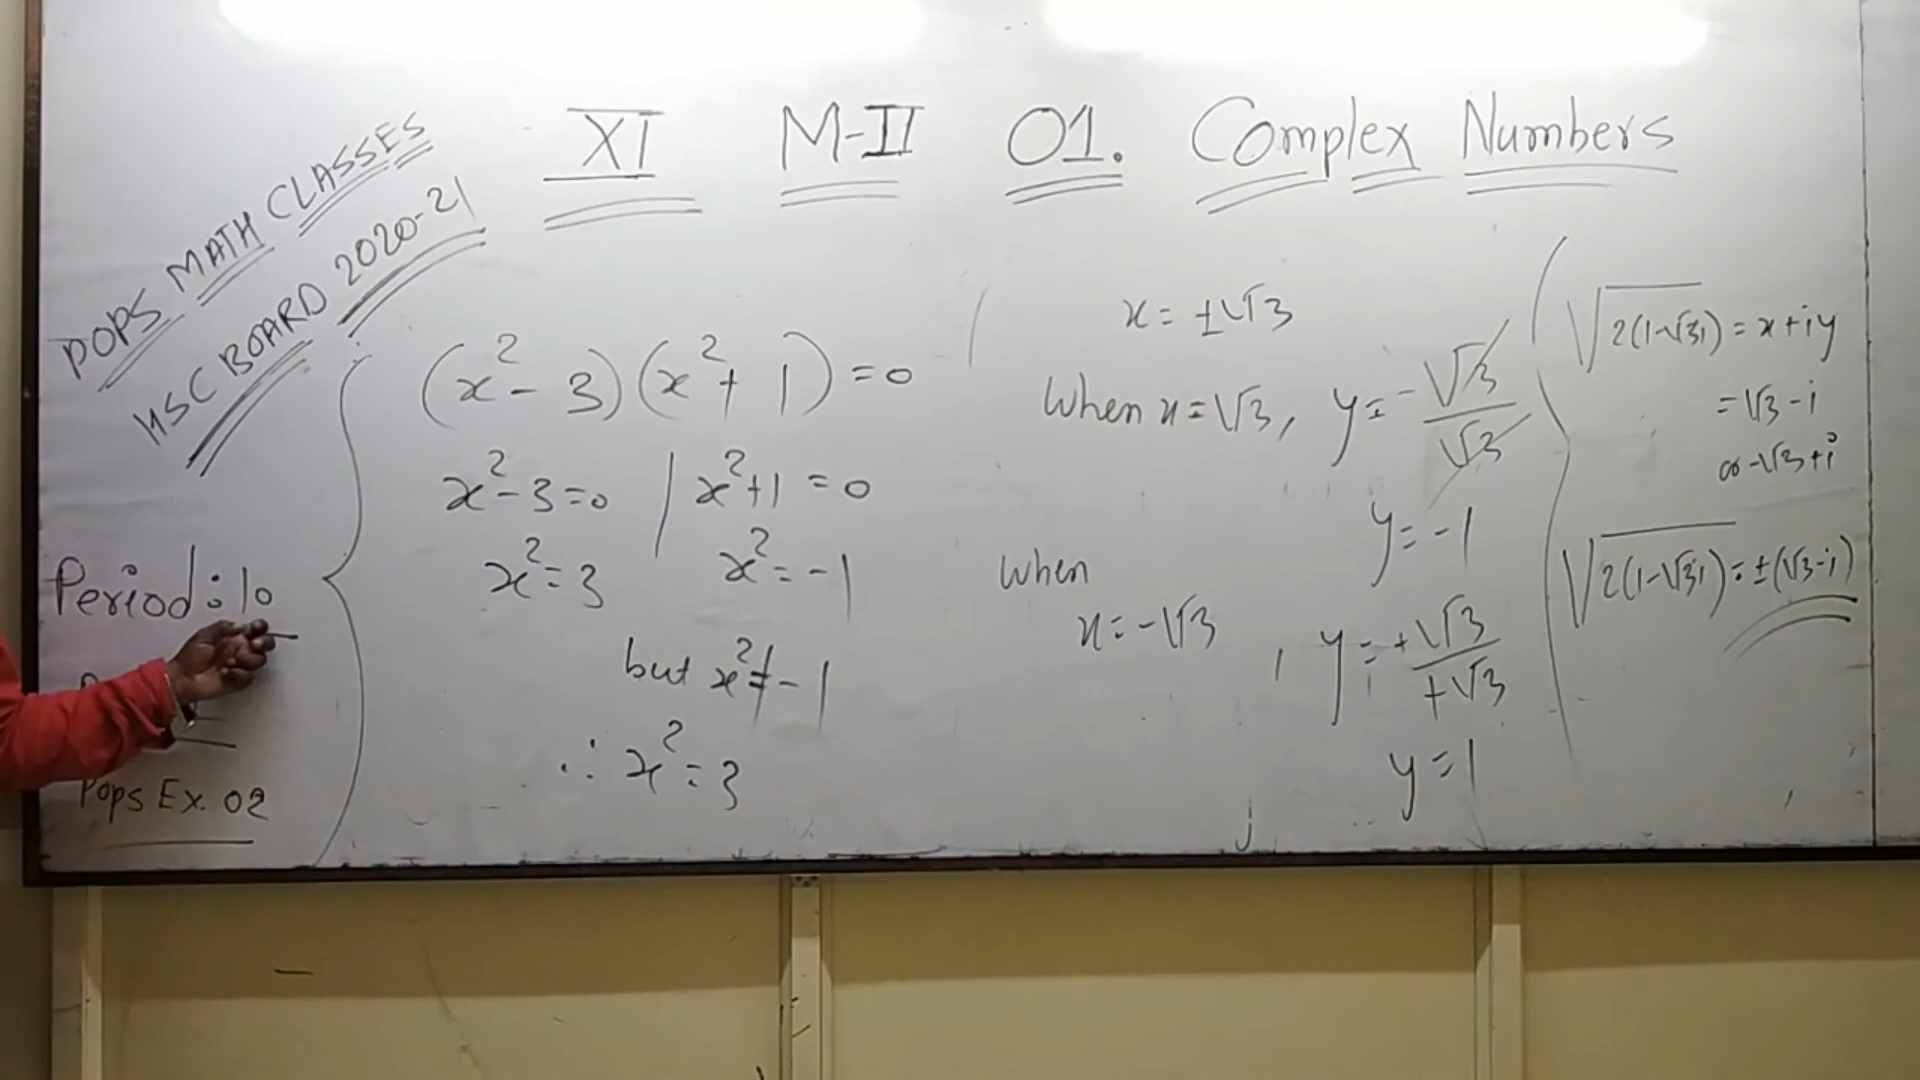 POPS MATH CLASSES
HSC BOARD 2020-21
XI M-II 01. Complex Numbers
Period: 10
Pops Ex. 02
(x²-3)(x²+1)=0
x²-3=0 | x²+1=0
x²=3 x²=-1
but x²≠-1
∴ x²=3
x=±√3
When x=√3, y=-√3/√3
y=-1
When
x=-√3, y=+√3/+√3
y=1
√2(1-√3i)=x+iy
=√3-i
or -√3+i
√2(1-√3i)=±(√3-i)